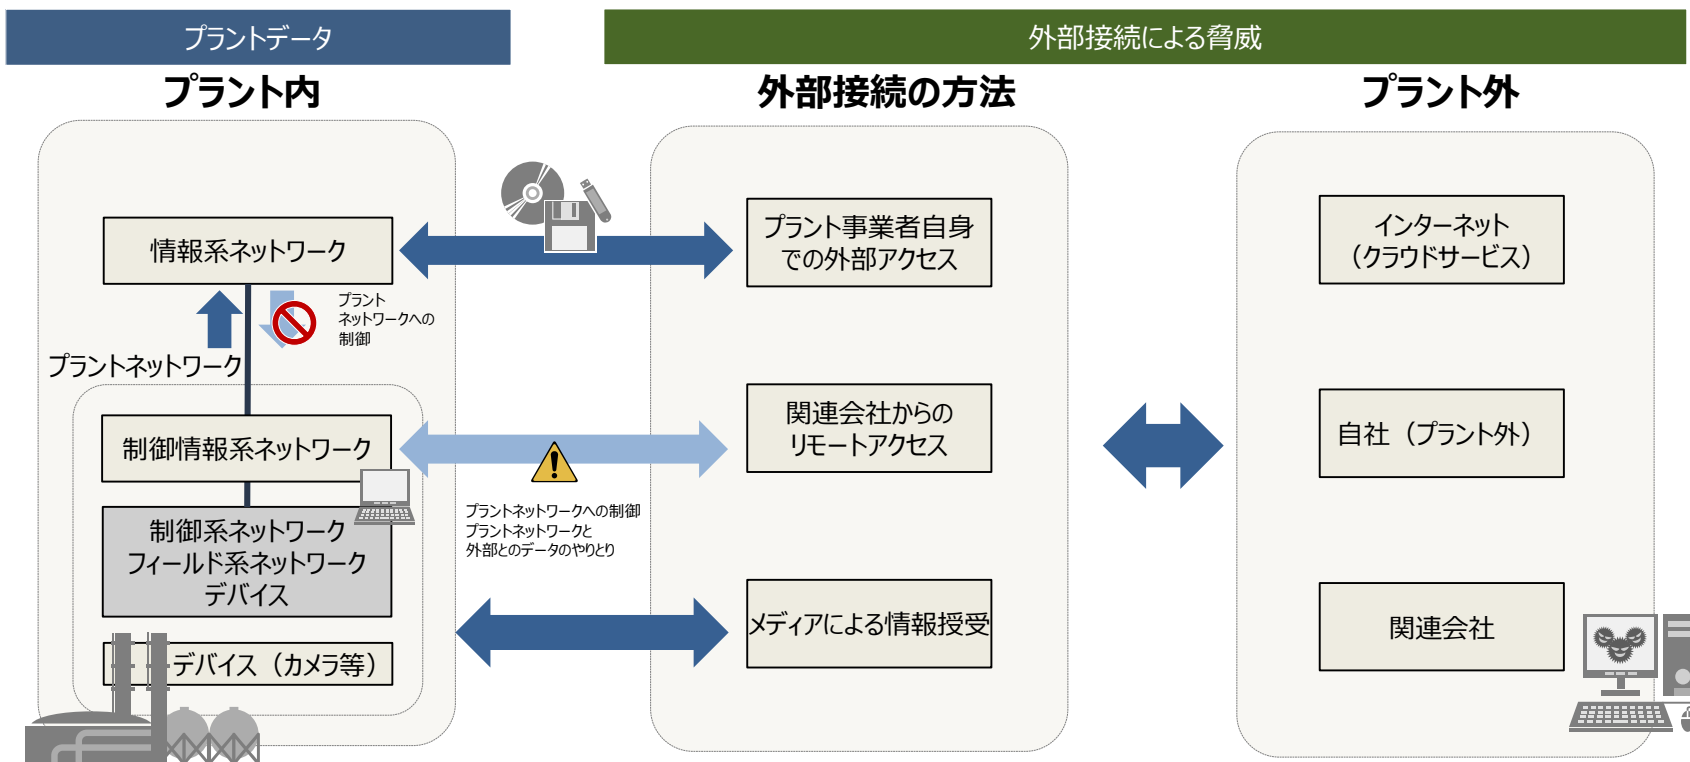 プラントデータ
外部接続による脅威
プラント内
外部接続の方法
プラント外
情報系ネットワーク
プラント
ネットワークへの
制御
プラントネットワーク
制御情報系ネットワーク
制御系ネットワーク
フィールド系ネットワーク
デバイス
デバイス（カメラ等）
プラントネットワークへの制御
プラントネットワークと
外部とのデータのやりとり
プラント事業者自身
での外部アクセス
関連会社からの
リモートアクセス
メディアによる情報授受
インターネット
（クラウドサービス）
自社（プラント外）
関連会社